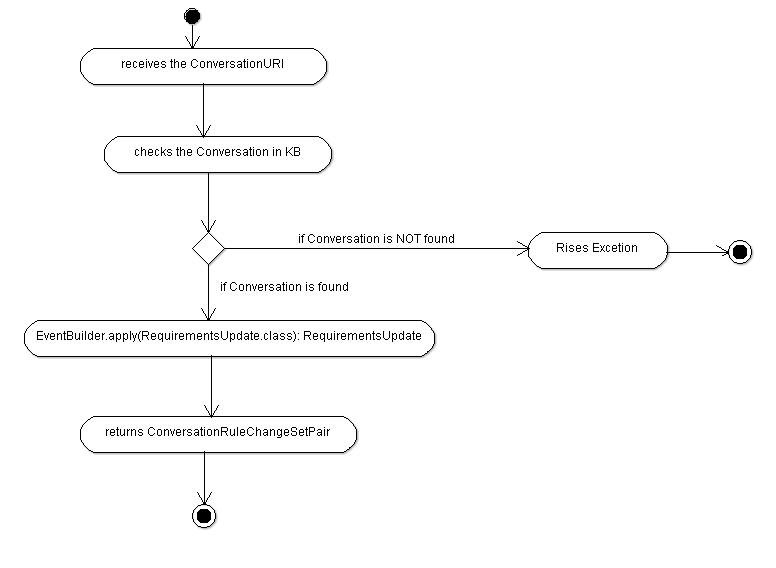 receives the ConversationURI
checks the Conversation in KB
if Conversation is NOT found
Rises Excetion
if Conversation is found
EventBuilder.apply(RequirementsUpdate.class): RequirementsUpdate
returns ConversationRuleChangeSetPair